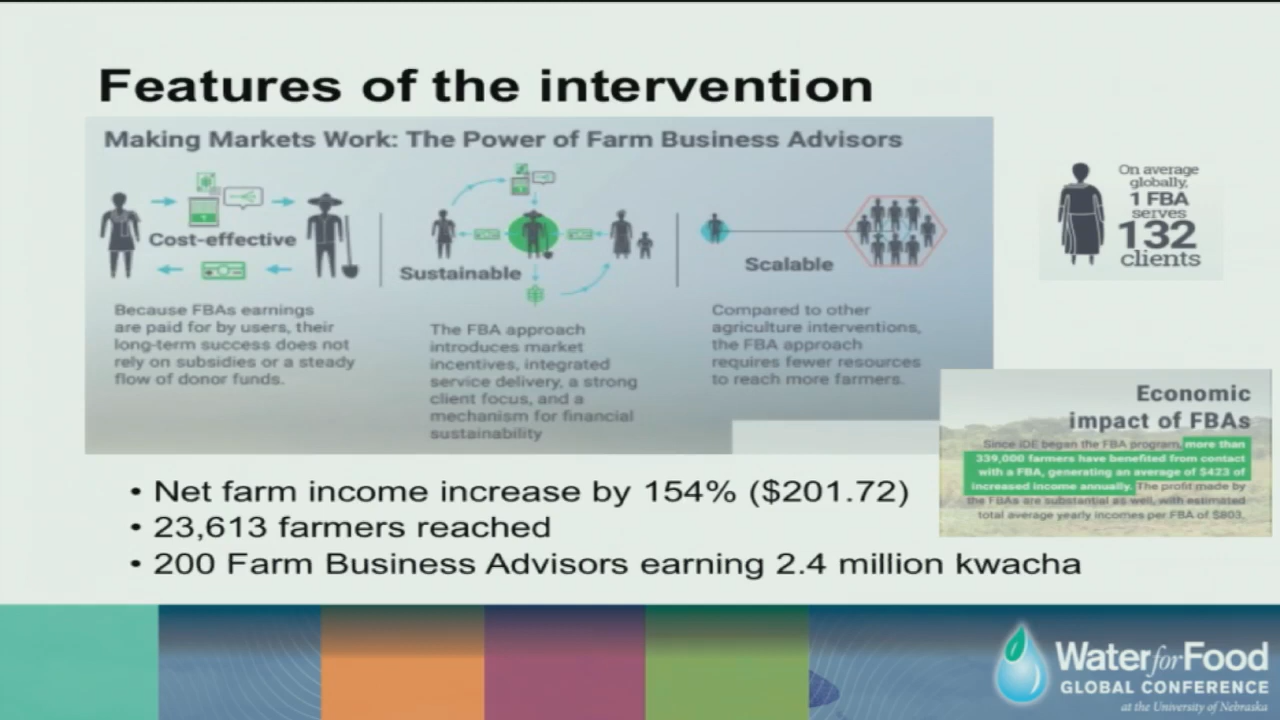 Features of the intervention
Making Markets Work: The Power of Farm Business Advisors
Cost-effective
Because FBAs earnings
are paid for by users, their
long-term success does not
rely on subsidies or a steady
flow of donor funds.
Sustainable
The FBA approach
introduces market
incentives, integrated
service delivery, a strong
client focus, and a
mechanism for financial
sustainability
Scalable
Compared to other
agriculture interventions,
the FBA approach
requires fewer resources
to reach more farmers.
On average
globally,
1 FBA
serves
132
clients
Economic
impact of FBAs
Since iDE began the FBA program, more than
339,000 farmers have benefited from contact
with a FBA, generating an average of $423 of
increased income annually. The profit made by
the FBAs are substantial as well, with estimated
total average yearly incomes per FBA of $803.
• Net farm income increase by 154% ($201.72)
• 23,613 farmers reached
• 200 Farm Business Advisors earning 2.4 million kwacha
Water for Food
GLOBAL CONFERENCE
at the University of Nebraska